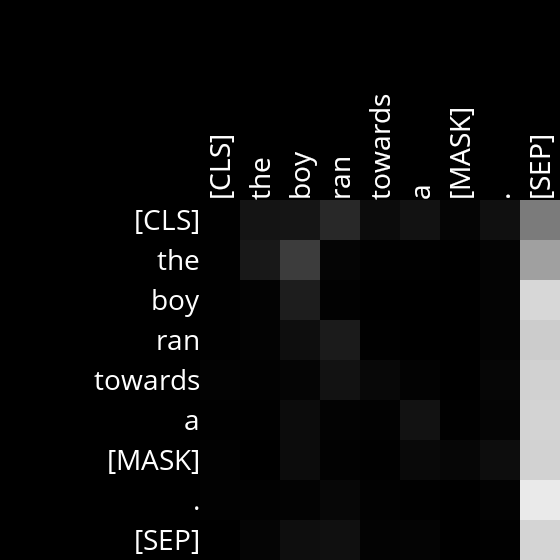 [CLS] the boy ran towards a [MASK] . [SEP]
[CLS]
the
boy
ran
towards
a
[MASK]
.
[SEP]